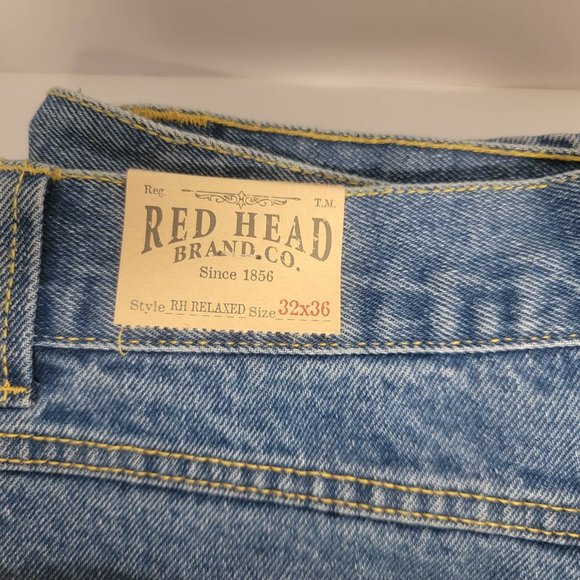 Reg. T.M.
RED HEAD
BRAND.CO.
Since 1856
Style RH RELAXED Size 32x36